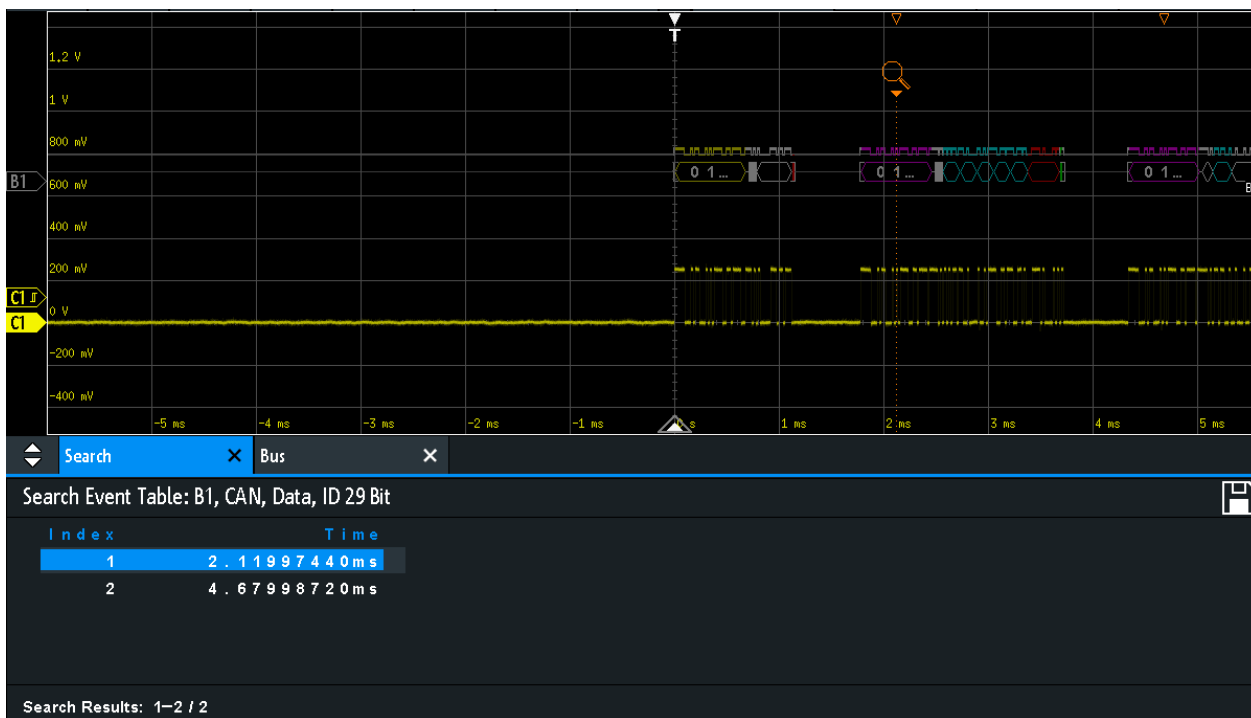 T
1.2 V
1 V
800 mV
B1
600 mV
0 1...
0 1...
0 1...
B
400 mV
200 mV
C1
0 V
C1
-200 mV
-400 mV
-5 ms
-4 ms
-3 ms
-2 ms
-1 ms
0 s
1 ms
2 ms
3 ms
4 ms
5 ms
Search
Bus
Search Event Table: B1, CAN, Data, ID 29 Bit
Index Time
1 2.11997440ms
2 4.67998720ms
Search Results: 1-2 / 2